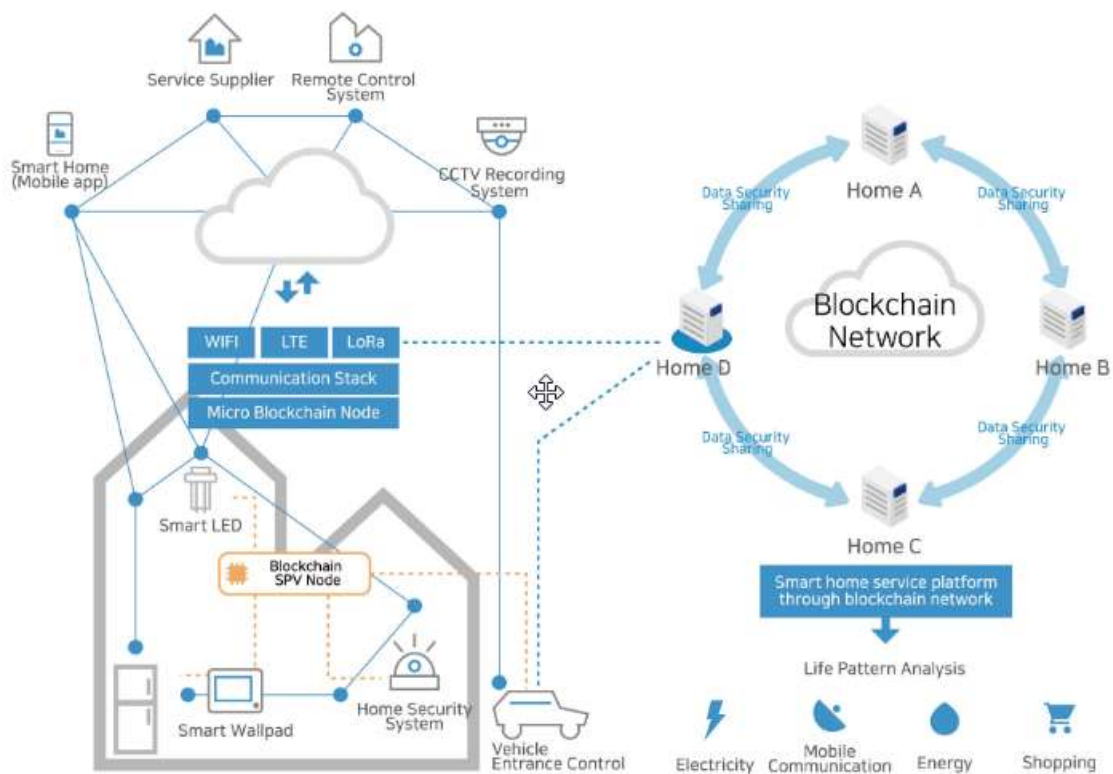 Service Supplier
Remote Control
System
Smart Home
(Mobile app)
CCTV Recording
System
WIFI
LTE
LoRa
Communication Stack
Micro Blockchain Node
Smart LED
Blockchain
SPV Node
Smart Wallpad
Home Security
System
Vehicle
Entrance Control
Home A
Data Security
Sharing
Data Security
Sharing
Blockchain
Network
Home D
Home B
Data Security
Sharing
Data Security
Sharing
Home C
Smart home service platform
through blockchain network
Life Pattern Analysis
Electricity
Mobile
Communication
Energy
Shopping